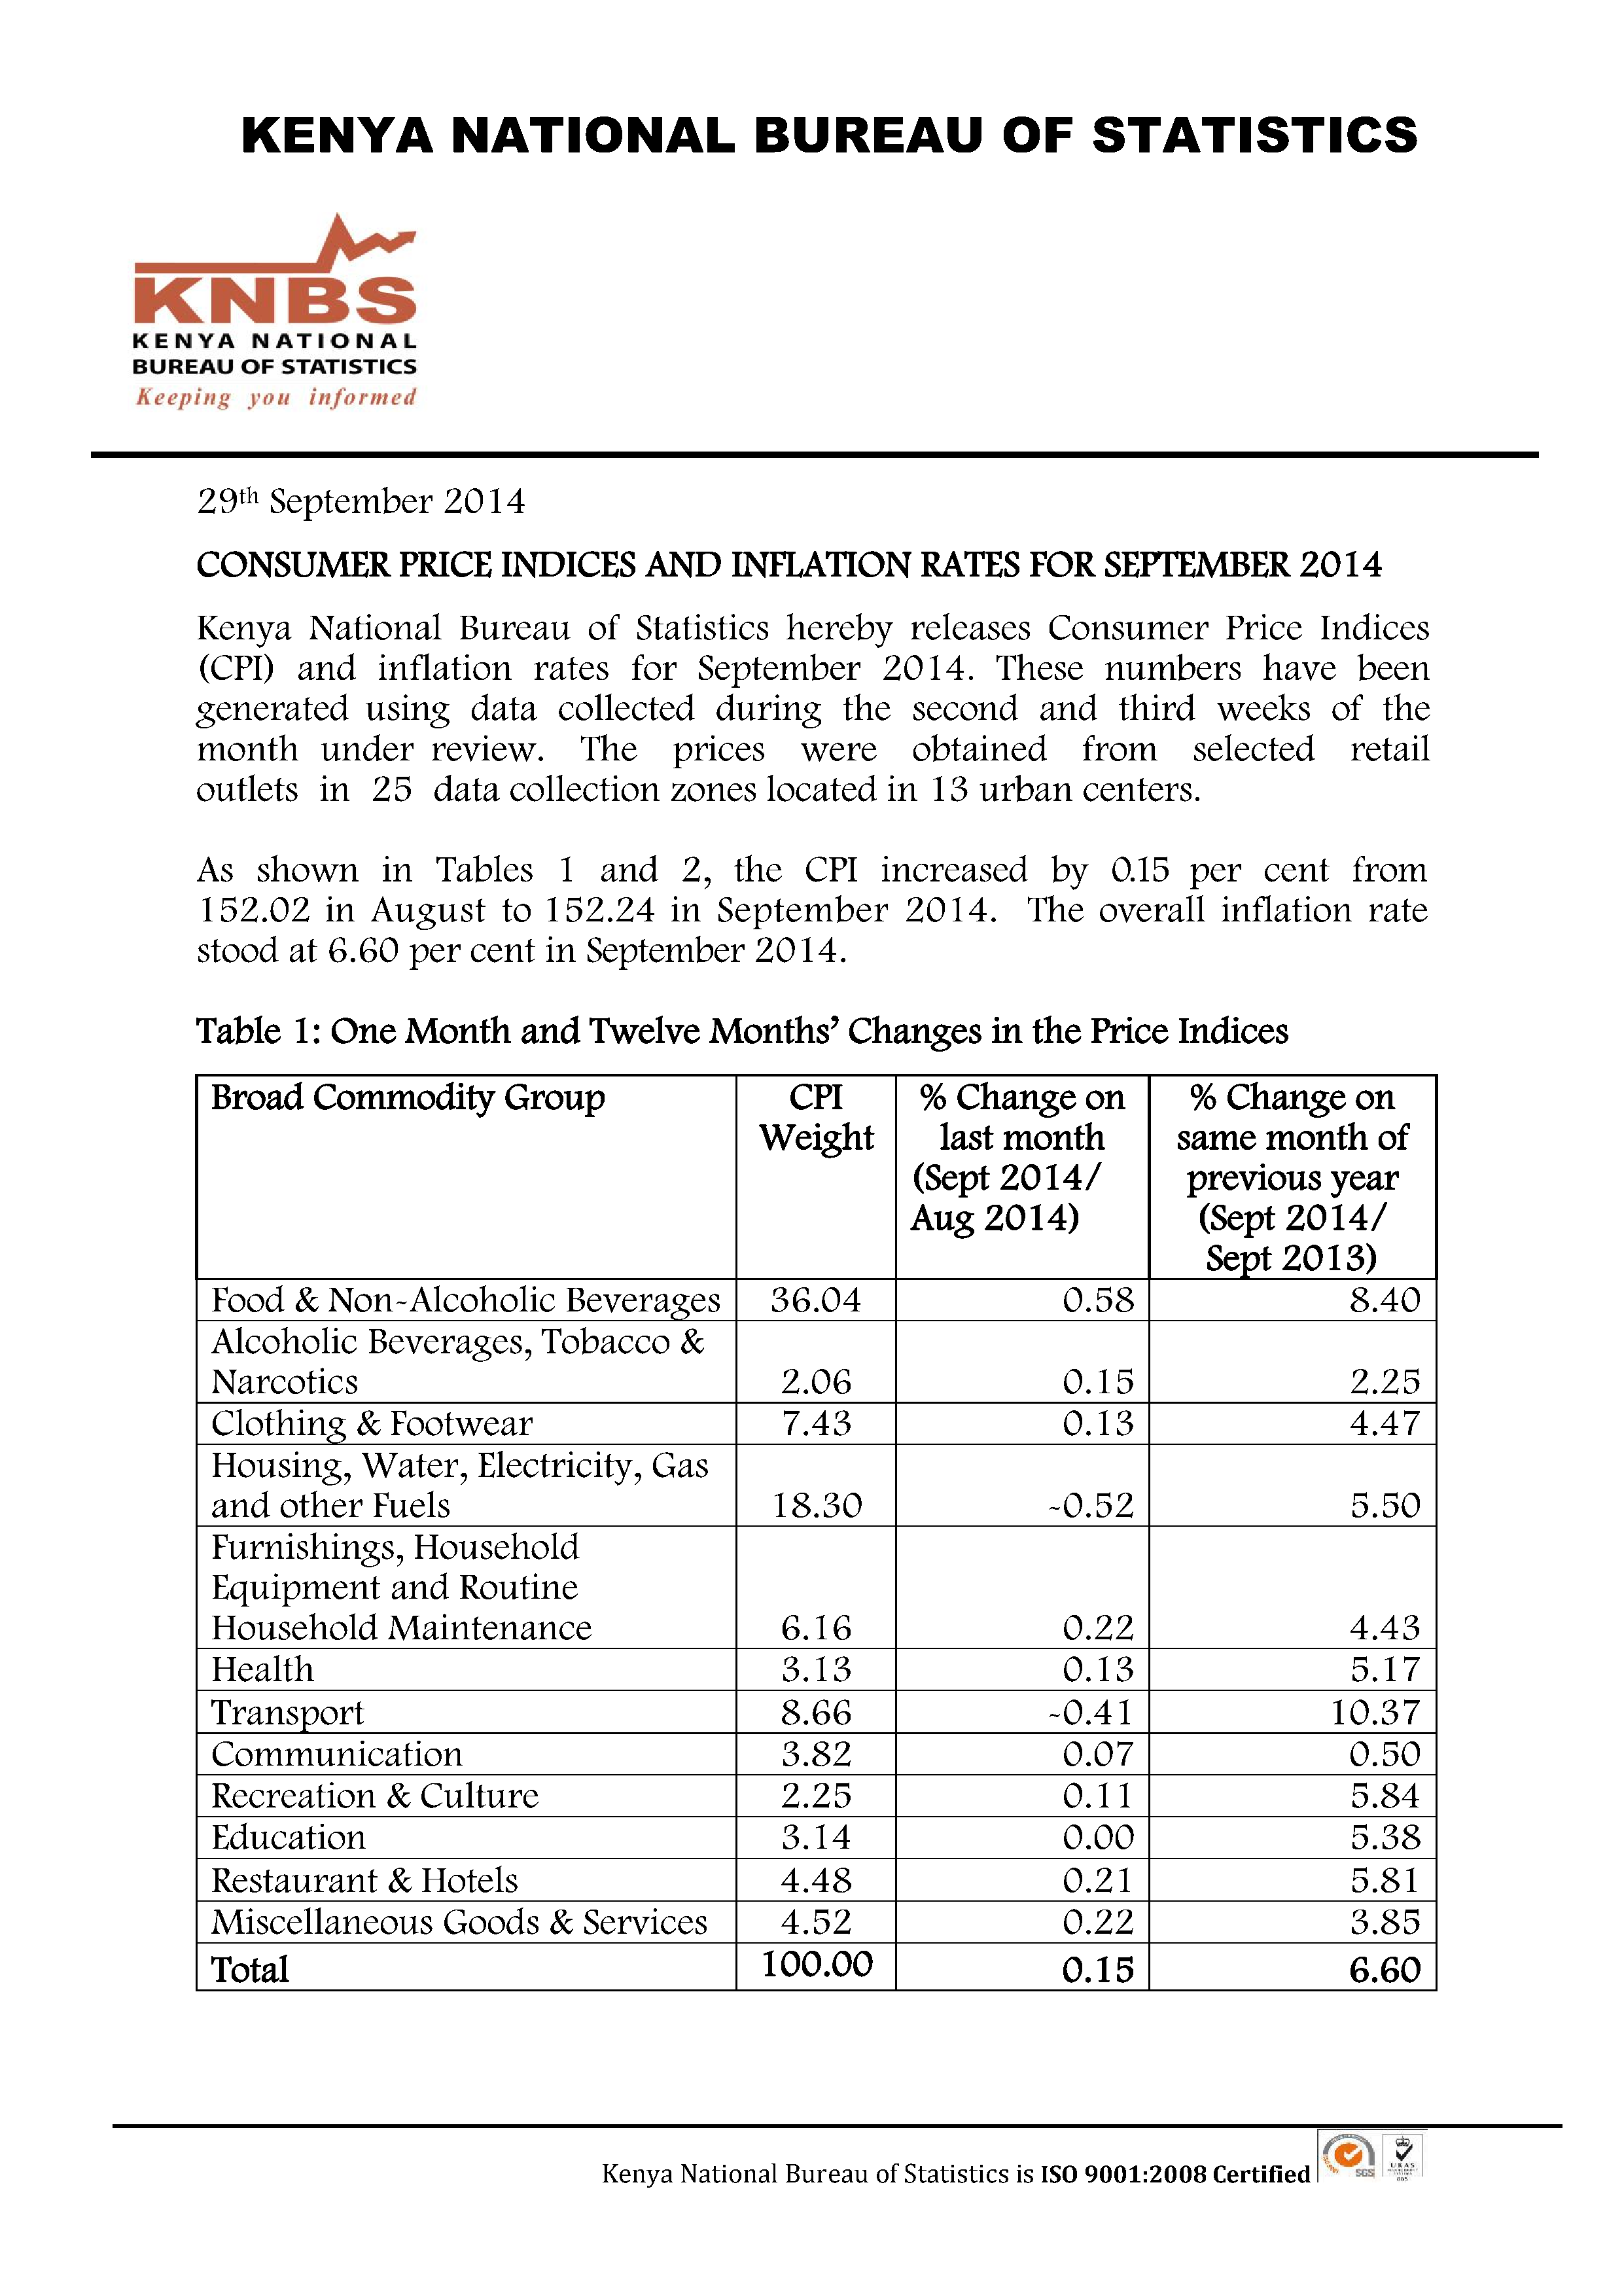 KENYA NATIONAL BUREAU OF STATISTICS
KNBS
KENYA NATIONAL
BUREAU OF STATISTICS
Keeping you informed
29th September 2014
CONSUMER PRICE INDICES AND INFLATION RATES FOR SEPTEMBER 2014
Kenya National Bureau of Statistics hereby releases Consumer Price Indices
(CPI) and inflation rates for September 2014. These numbers have been
generated using data collected during the second and third weeks of the
month under review. The prices were obtained from selected retail
outlets in 25 data collection zones located in 13 urban centers.
As shown in Tables 1 and 2, the CPI increased by 0.15 per cent from
152.02 in August to 152.24 in September 2014. The overall inflation rate
stood at 6.60 per cent in September 2014.
Table 1: One Month and Twelve Months’ Changes in the Price Indices
Broad Commodity Group CPI % Change on % Change on
Weight last month same month of
(Sept 2014/ previous year
Aug 2014) (Sept 2014/
Sept 2013)
Food & Non-Alcoholic Beverages 36.04 0.58 8.40
Alcoholic Beverages, Tobacco &
Narcotics 2.06 0.15 2.25
Clothing & Footwear 7.43 0.13 4.47
Housing, Water, Electricity, Gas
and other Fuels 18.30 -0.52 5.50
Furnishings, Household
Equipment and Routine
Household Maintenance 6.16 0.22 4.43
Health 3.13 0.13 5.17
Transport 8.66 -0.41 10.37
Communication 3.82 0.07 0.50
Recreation & Culture 2.25 0.11 5.84
Education 3.14 0.00 5.38
Restaurant & Hotels 4.48 0.21 5.81
Miscellaneous Goods & Services 4.52 0.22 3.85
Total 100.00 0.15 6.60
Kenya National Bureau of Statistics is ISO 9001:2008 Certified
SGS
UKAS